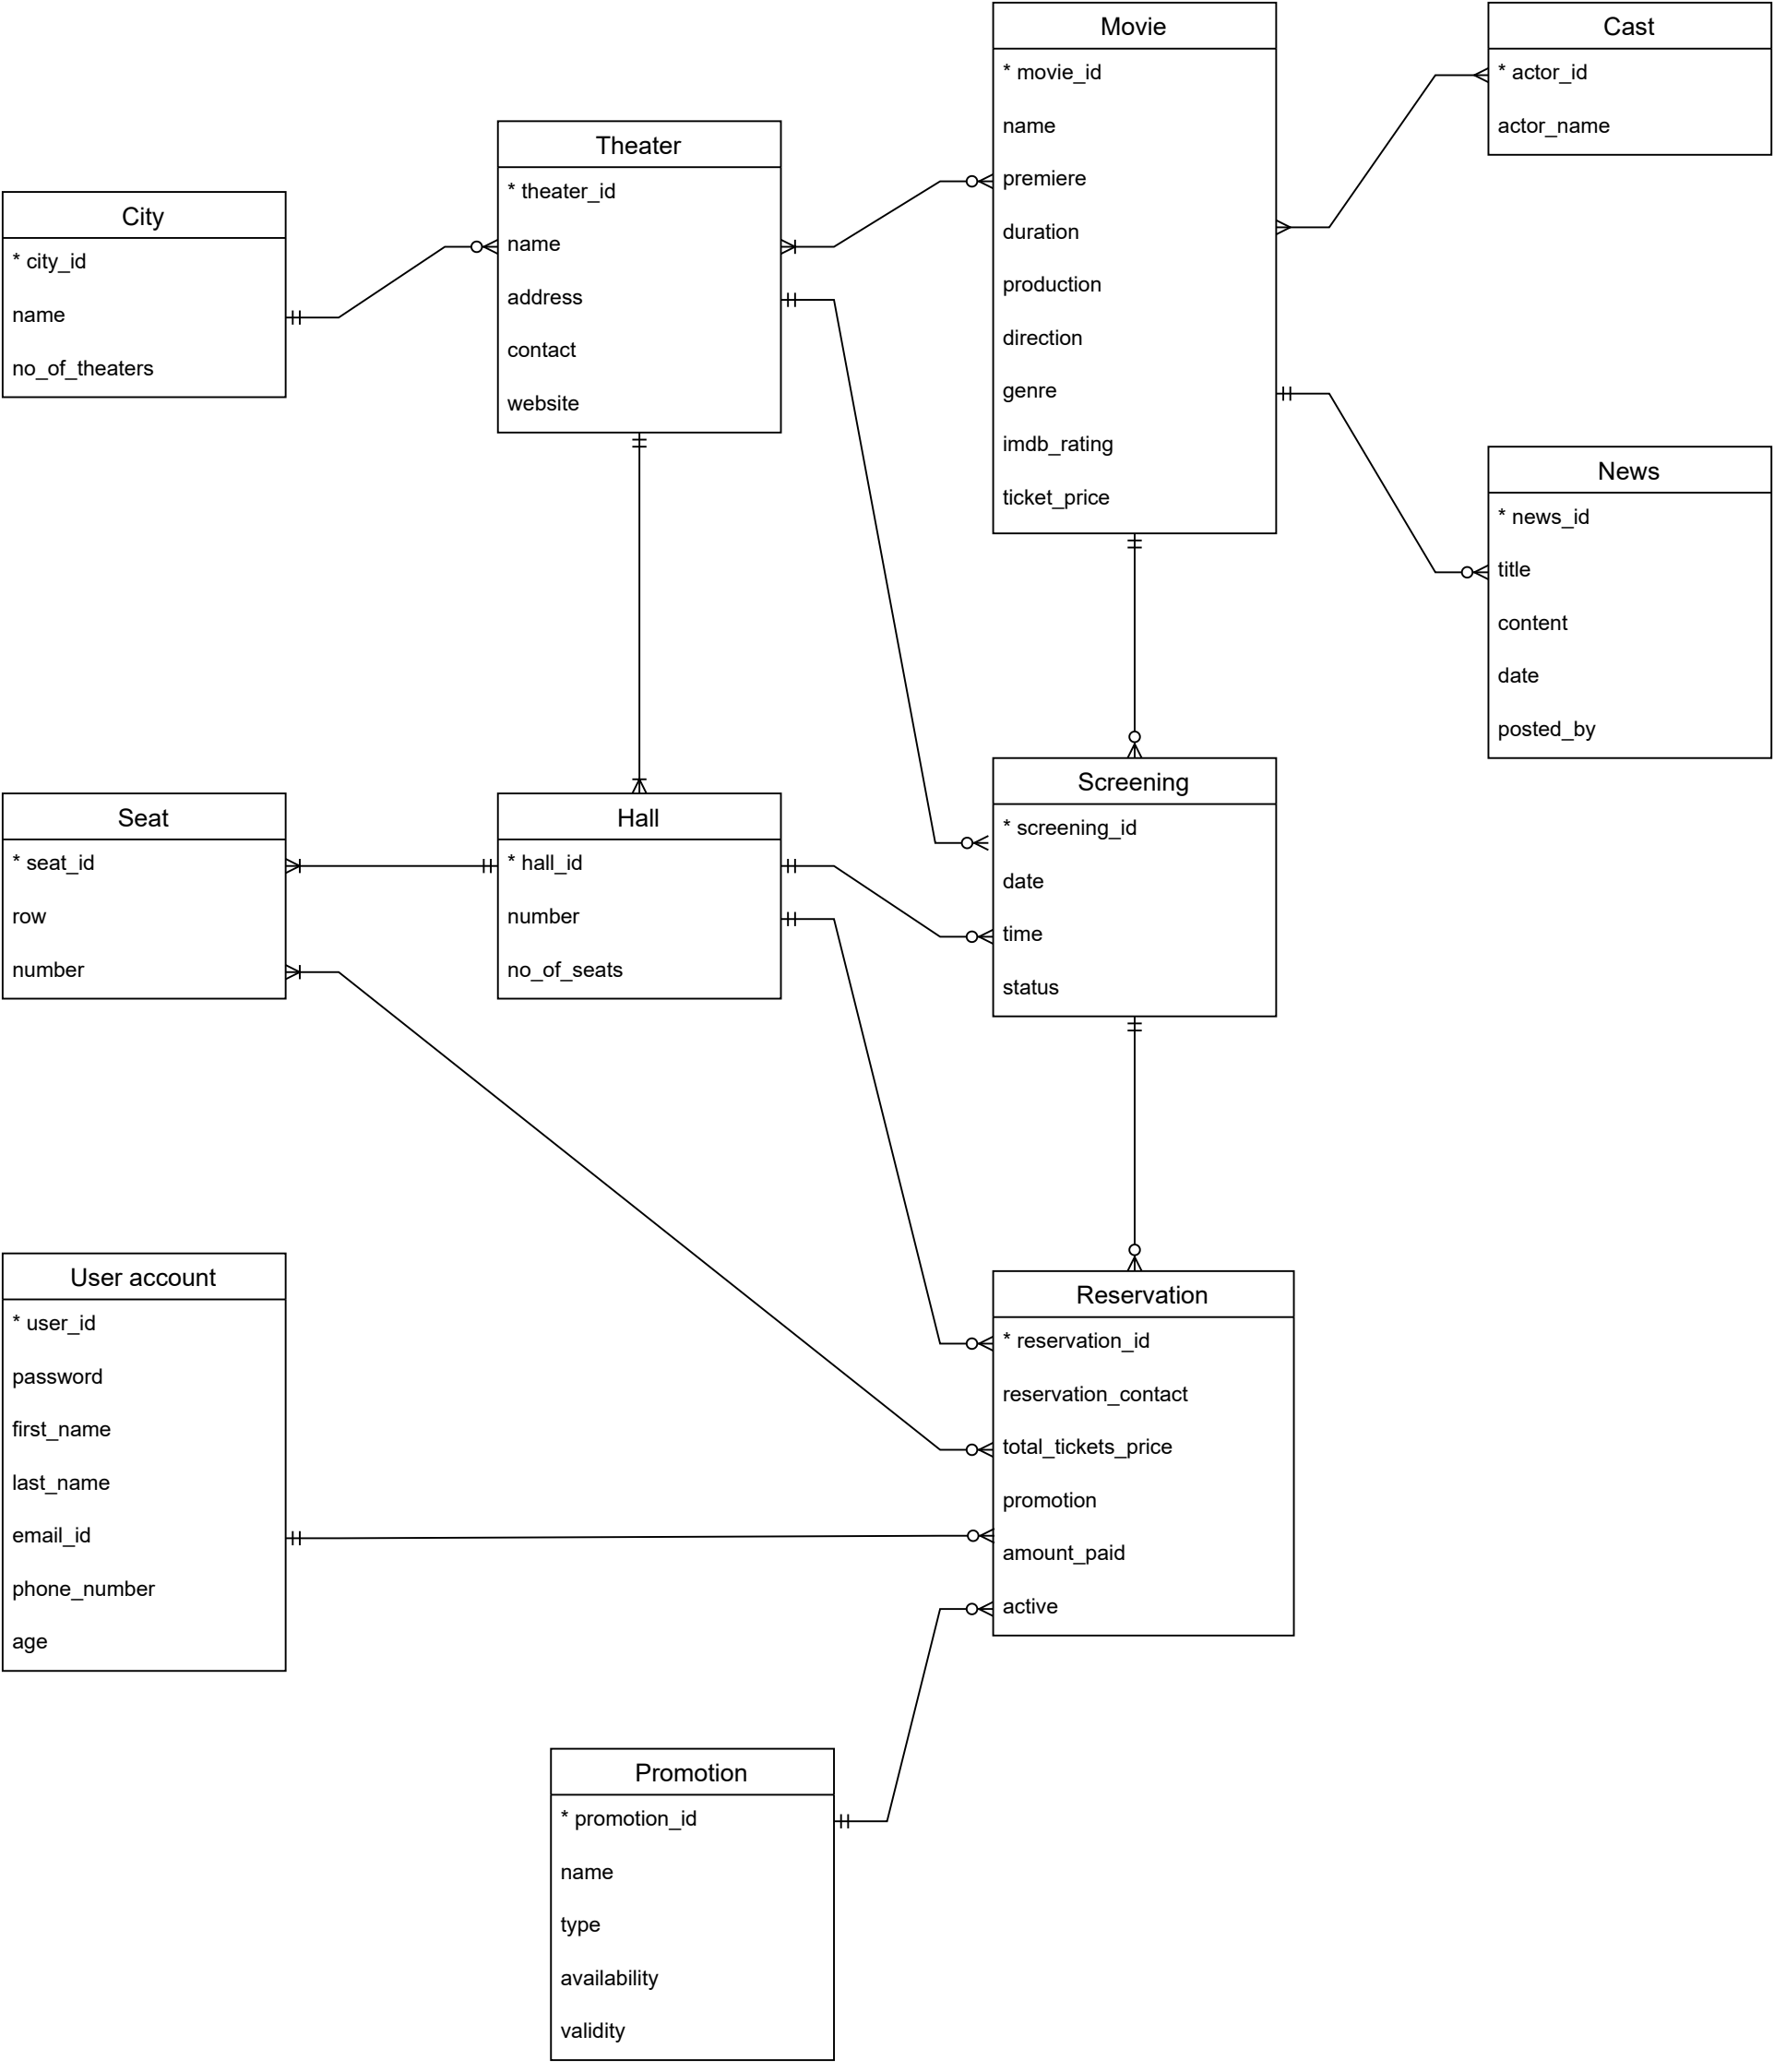 Movie
* movie_id
name
premiere
duration
production
direction
genre
imdb_rating
ticket_price
Cast
* actor_id
actor_name
Theater
* theater_id
name
address
contact
website
City
* city_id
name
no_of_theaters
News
* news_id
title
content
date
posted_by
Seat
* seat_id
row
number
Hall
* hall_id
number
no_of_seats
Screening
* screening_id
date
time
status
User account
* user_id
password
first_name
last_name
email_id
phone_number
age
Reservation
* reservation_id
reservation_contact
total_tickets_price
promotion
amount_paid
active
Promotion
* promotion_id
name
type
availability
validity